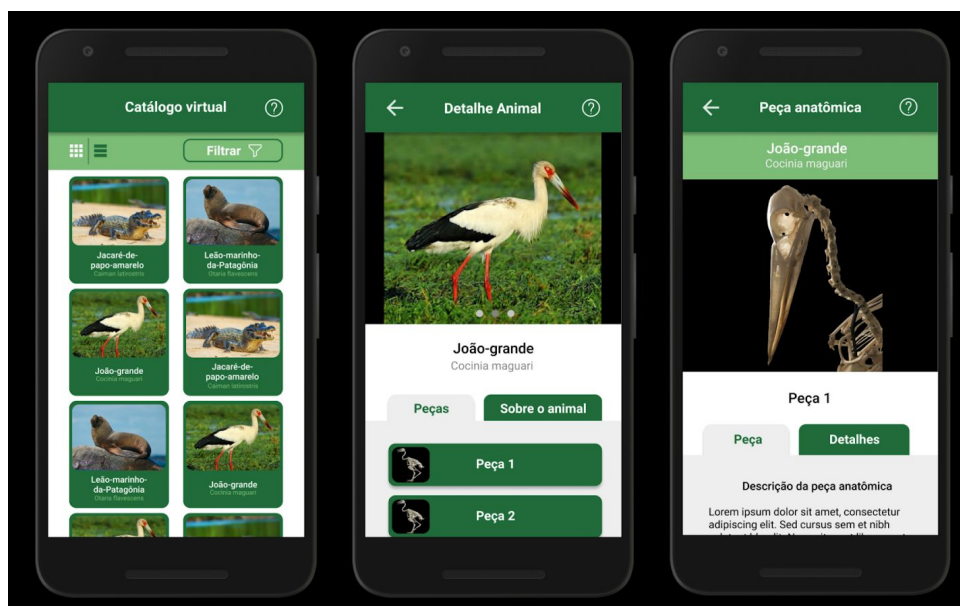 Catálogo virtual
Filtrar
Jacaré-de-
papo-amarelo
Caiman latirostris
Leão-marinho-
da-Patagônia
Otaria flavescens
João-grande
Cocinia maguari
Jacaré-de-
papo-amarelo
Caiman latirostris
Leão-marinho-
da-Patagônia
Otaria flavescens
João-grande
Cocinia maguari
Detalhe Animal
João-grande
Cocinia maguari
Peças
Sobre o animal
Peça 1
Peça 2
Peça anatômica
João-grande
Cocinia maguari
Peça 1
Peça
Detalhes
Descrição da peça anatômica
Lorem ipsum dolor sit amet, consectetur
adipiscing elit. Sed cursus sem et nibh